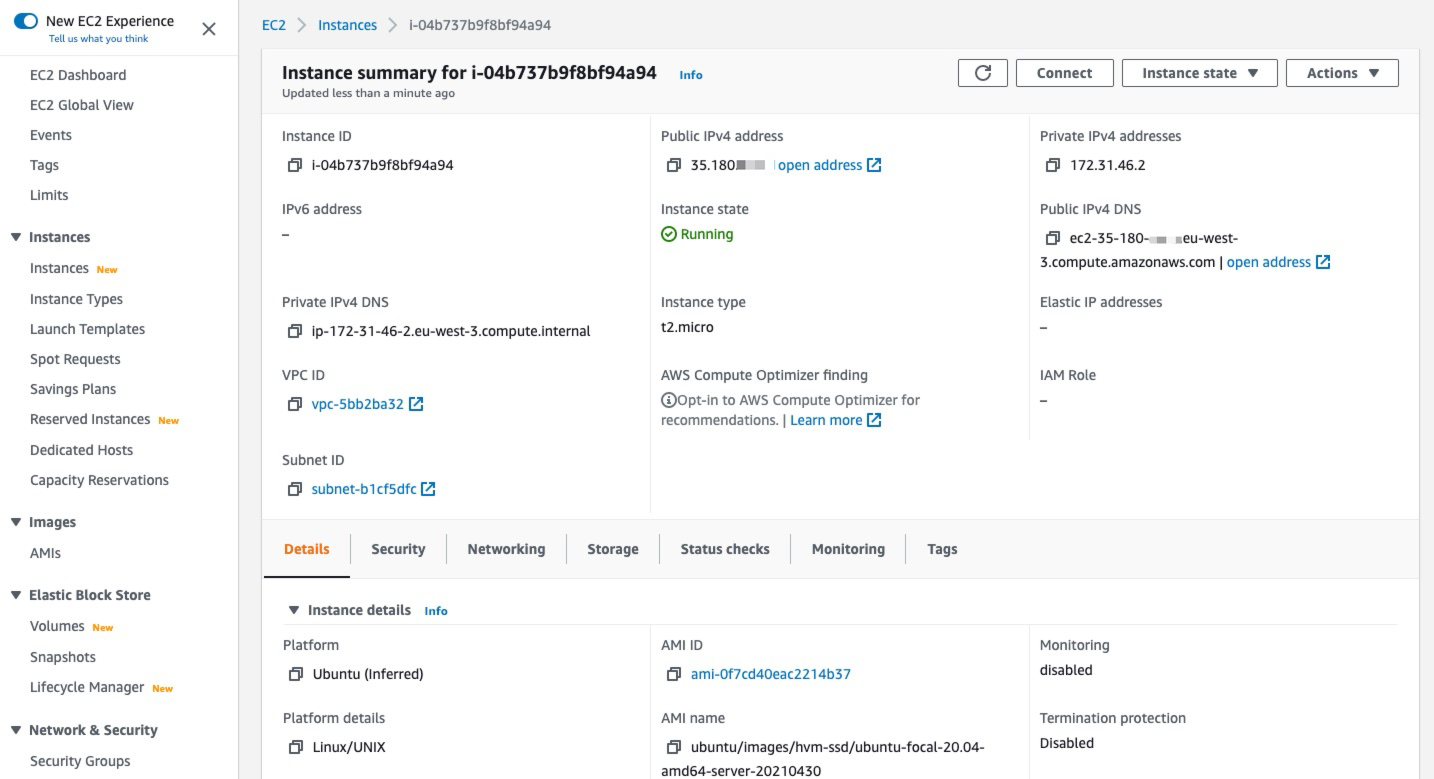 New EC2 Experience
Tell us what you think
EC2 Dashboard
EC2 Global View
Events
Tags
Limits
Instances
Instances New
Instance Types
Launch Templates
Spot Requests
Savings Plans
Reserved Instances New
Dedicated Hosts
Capacity Reservations
Images
AMIs
Elastic Block Store
Volumes New
Snapshots
Lifecycle Manager New
Network & Security
Security Groups
EC2 > Instances > i-04b737b9f8bf94a94
Instance summary for i-04b737b9f8bf94a94 Info
Updated less than a minute ago
Connect
Instance state
Actions
Instance ID
i-04b737b9f8bf94a94
Public IPv4 address
35.180. | open address
Private IPv4 addresses
172.31.46.2
IPv6 address
–
Instance state
Running
Public IPv4 DNS
ec2-35-180- eu-west-
3.compute.amazonaws.com | open address
Private IPv4 DNS
ip-172-31-46-2.eu-west-3.compute.internal
Instance type
t2.micro
Elastic IP addresses
–
VPC ID
vpc-5bb2ba32
AWS Compute Optimizer finding
Opt-in to AWS Compute Optimizer for
recommendations. | Learn more
IAM Role
–
Subnet ID
subnet-b1cf5dfc
Details
Security
Networking
Storage
Status checks
Monitoring
Tags
Instance details Info
Platform
Ubuntu (Inferred)
AMI ID
ami-0f7cd40eac2214b37
Monitoring
disabled
Platform details
Linux/UNIX
AMI name
ubuntu/images/hvm-ssd/ubuntu-focal-20.04-
amd64-server-20210430
Termination protection
Disabled